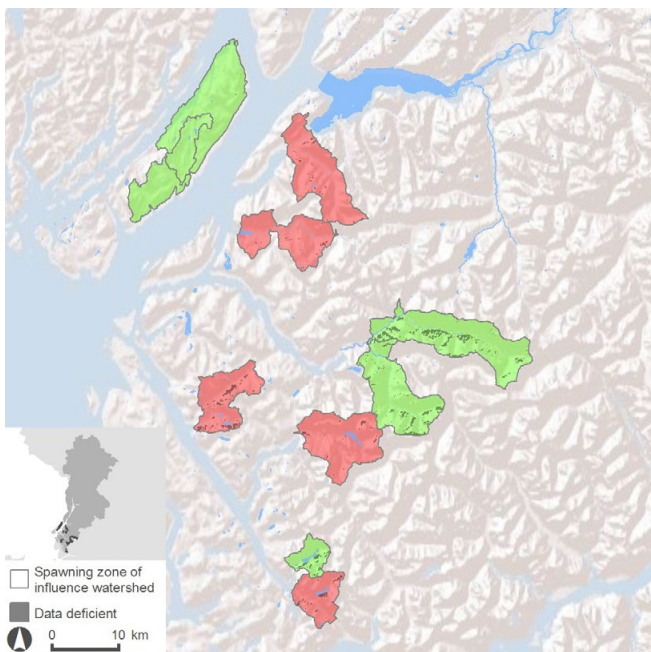 Spawning zone of
influence watershed
Data deficient
0 10 km